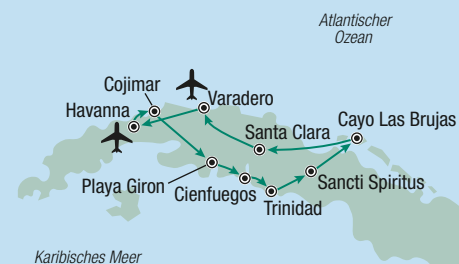 Atlantischer
Ozean
Cojimar
Havanna
Varadero
Cayo Las Brujas
Santa Clara
Playa Giron
Cienfuegos
Sancti Spiritus
Trinidad
Karibisches Meer